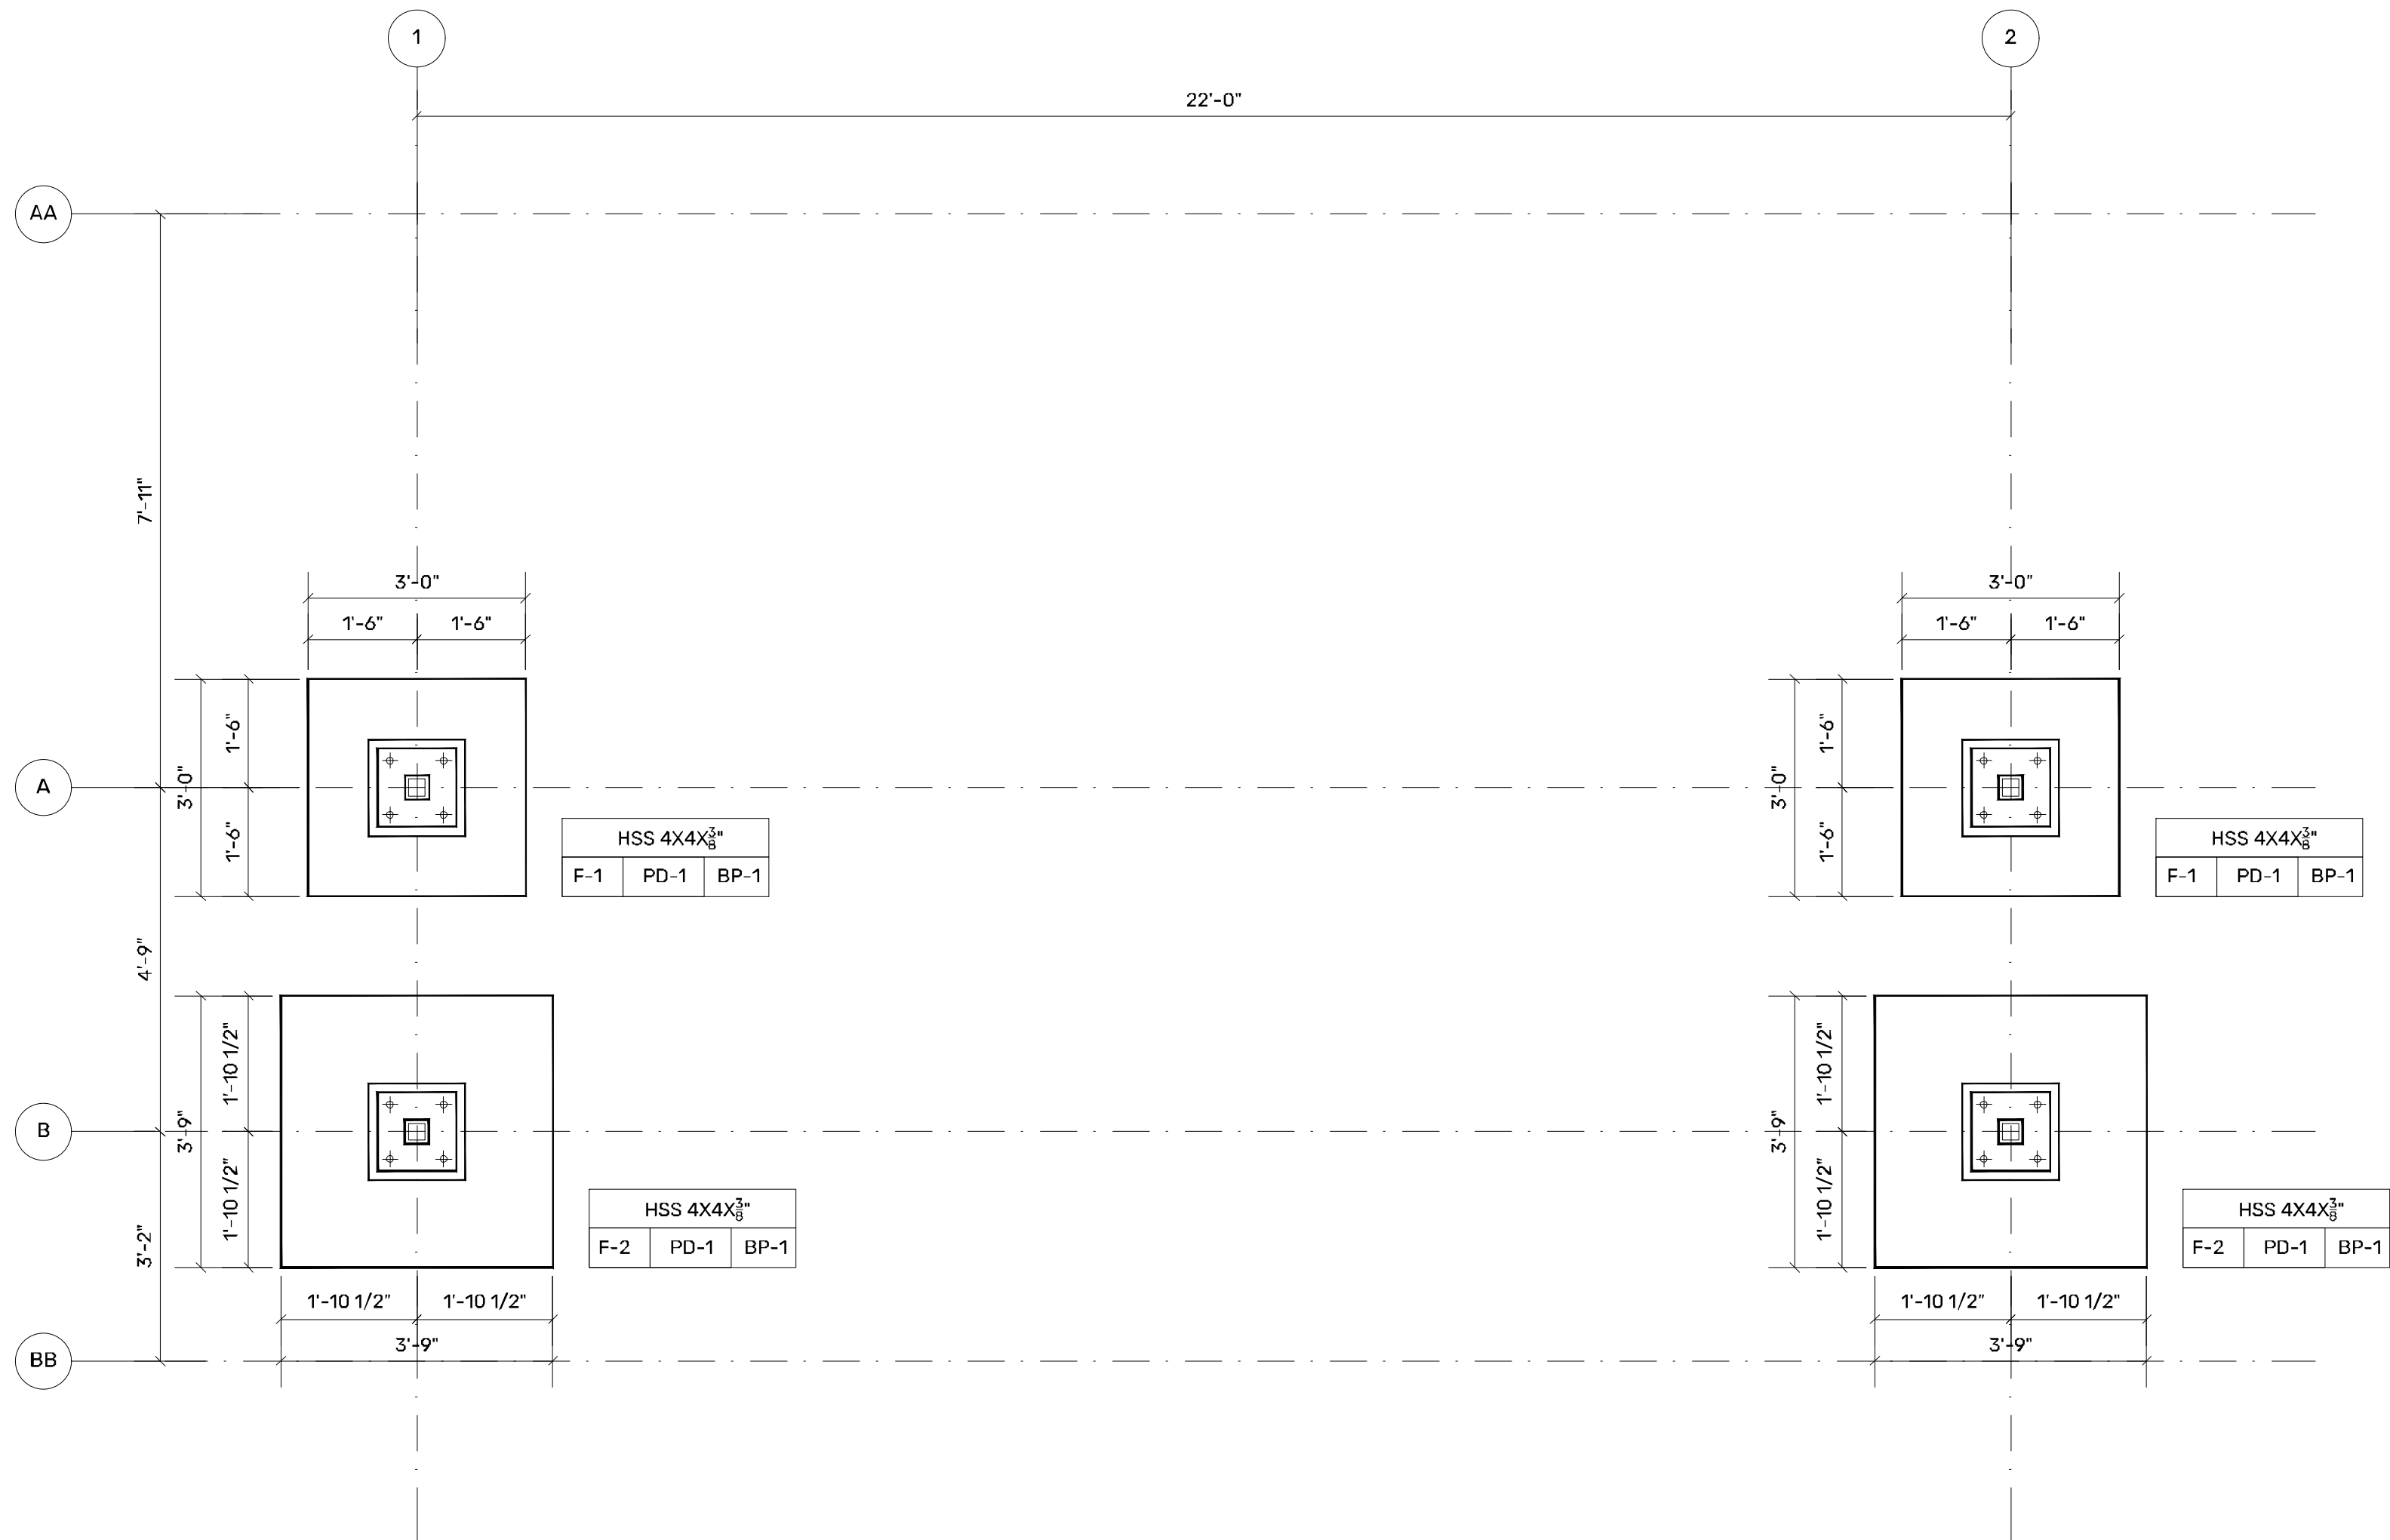 1
2
22'-0"
AA
7'-11"
3'-0"
3'-0"
1'-6"
1'-6"
1'-6"
1'-6"
1'-6"
1'-6"
A
3'-0"
3'-0"
1'-6"
1'-6"
HSS 4X4X3/8"
F-1 PD-1 BP-1
HSS 4X4X3/8"
F-1 PD-1 BP-1
4'-9"
1'-10 1/2"
1'-10 1/2"
B
3'-9"
3'-9"
3'-2"
1'-10 1/2"
1'-10 1/2"
HSS 4X4X3/8"
F-2 PD-1 BP-1
HSS 4X4X3/8"
F-2 PD-1 BP-1
1'-10 1/2"
1'-10 1/2"
1'-10 1/2"
1'-10 1/2"
3'-9"
3'-9"
BB